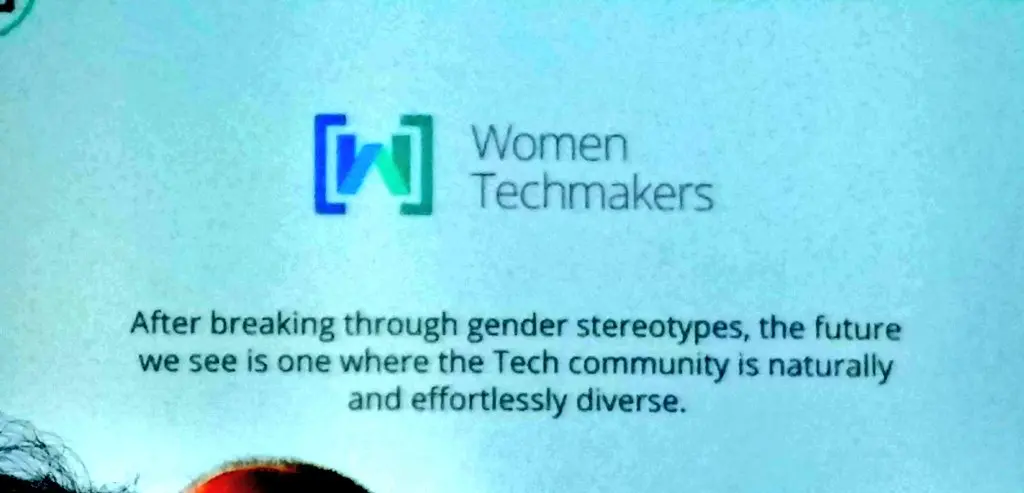 Women
Techmakers
After breaking through gender stereotypes, the future
we see is one where the Tech community is naturally
and effortlessly diverse.